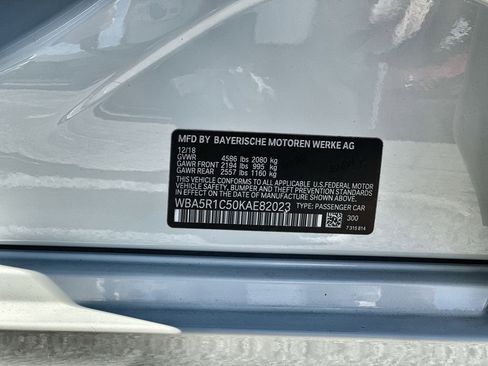 MFD BY BAYERISCHE MOTOREN WERKE AG
12/18
GVWR 4586 lbs 2080 kg
GAWR FRONT 2194 lbs 995 kg
GAWR REAR 2557 lbs 1160 kg
THIS VEHICLE CONFORMS TO ALL APPLICABLE U.S.FEDERAL MOTOR
VEHICLE SAFETY, BUMPER, AND THEFT PREVENTION STANDARDS
IN EFFECT ON THE DATE OF MANUFACTURE SHOWN ABOVE.
WBA5R1C50KAE82023 TYPE: PASSENGER CAR
300
7 315 814